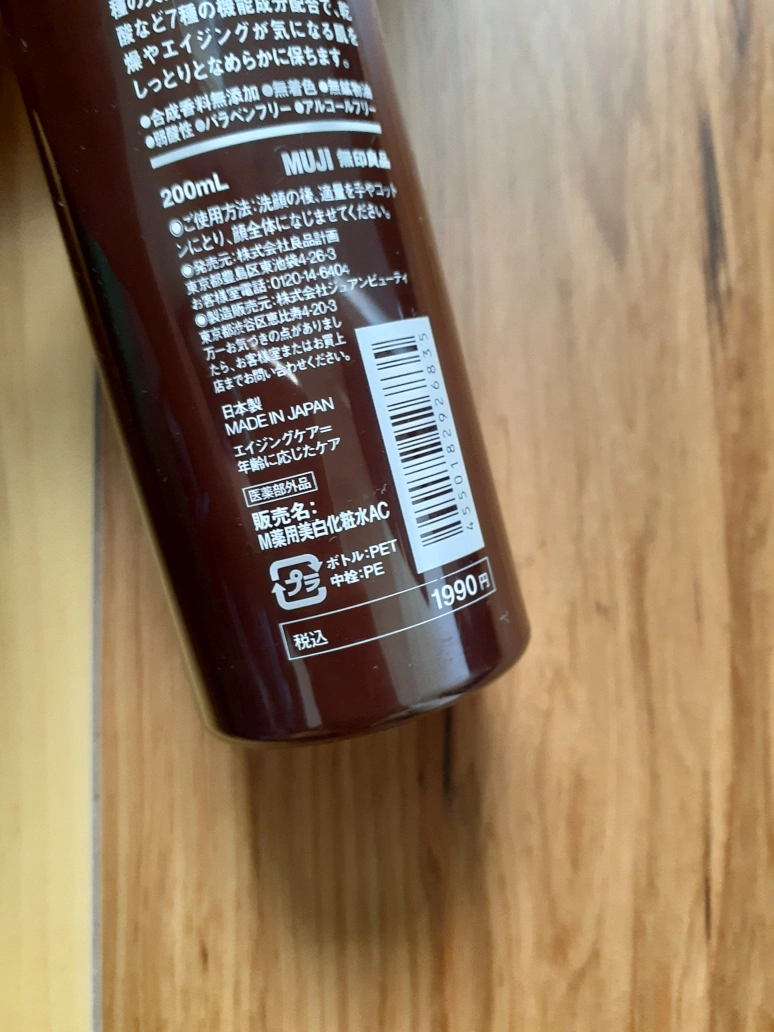 酸など7種の機能成分配合で、乾
燥やエイジングが気になる肌を
しっとりとなめらかに保ちます。
●合成香料無添加 ●無着色 ●無鉱物油
●弱酸性 ●パラベンフリー ●アルコールフリー
MUJI 無印良品
200mL
◉ご使用方法:洗顔の後、適量を手やコット
ンにとり、顔全体になじませてください。
◉発売元:株式会社良品計画
東京都豊島区東池袋4-26-3
お客様室電話:0120-14-6404
◉製造販売元:株式会社ジュアンビューティ
東京都渋谷区恵比寿4-20-3
万一お気づきの点がありまし
たら、お客様室またはお買上
店までお問い合わせください。
日本製
MADE IN JAPAN
エイジングケア=
年齢に応じたケア
医薬部外品
販売名:
M薬用美白化粧水AC
プラ
ボトル:PET
中栓:PE
4550182926835
税込 1990円